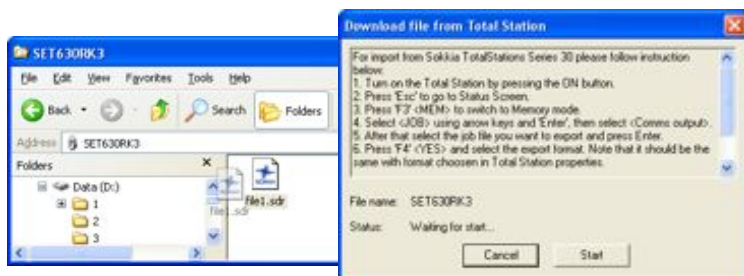 SET630RK3
File Edit View Favorites Tools Help
Back Search Folders
Address SET630RK3
Folders
Data (D:)
1
2
3
file1.sdr
file1.sdr
Download file from Total Station
For import from Sokkia TotalStations Series 30 please follow instruction
below:
1. Turn on the Total Station by pressing the ON button.
2. Press 'Esc' to go to Status Screen.
3. Press 'F3' <MEM> to switch to Memory mode.
4. Select <JOB> using arrow keys and 'Enter', then select <Comms output>.
5. After that select the job file you want to export and press Enter.
6. Press 'F4' <YES> and select the export format. Note that it should be the
same with format choosen in Total Station properties.
File name: SET630RK3
Status: Waiting for start...
Cancel Start